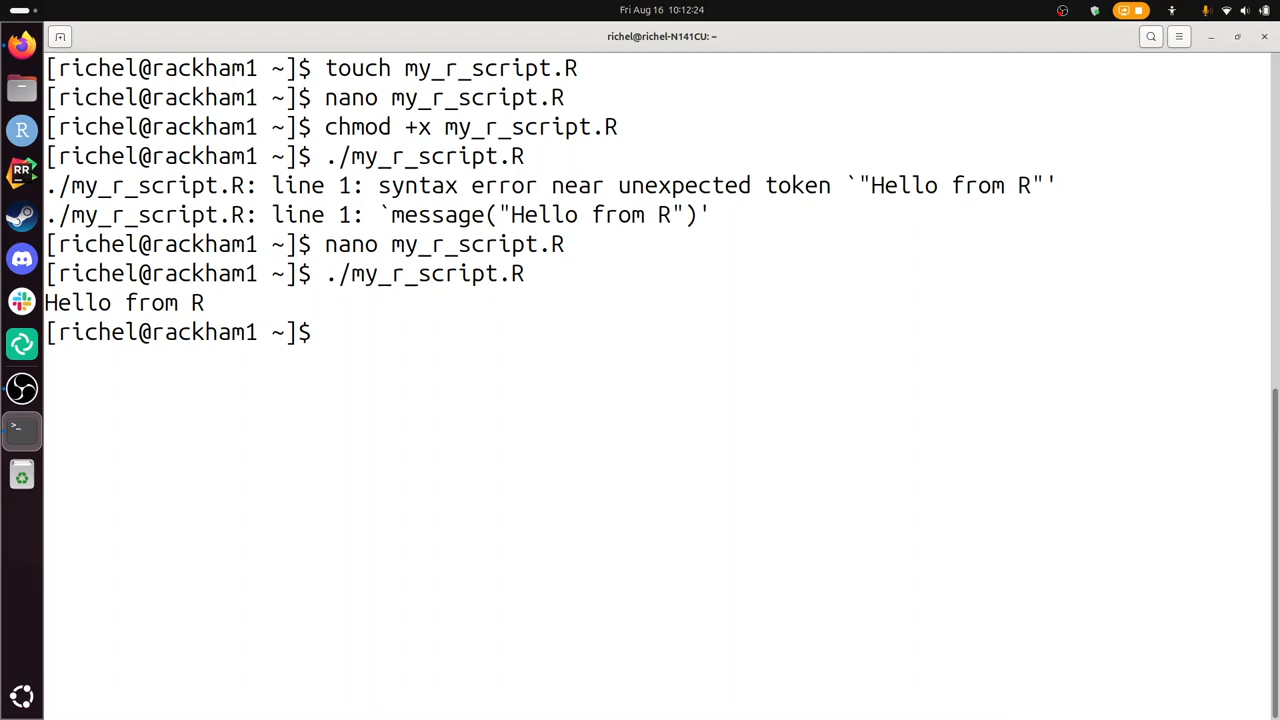 Fri Aug 16 10:12:24
richel@richel-N141CU: ~
[richel@rackham1 ~]$ touch my_r_script.R
[richel@rackham1 ~]$ nano my_r_script.R
[richel@rackham1 ~]$ chmod +x my_r_script.R
[richel@rackham1 ~]$ ./my_r_script.R
./my_r_script.R: line 1: syntax error near unexpected token `"Hello from R"'
./my_r_script.R: line 1: `message("Hello from R")'
[richel@rackham1 ~]$ nano my_r_script.R
[richel@rackham1 ~]$ ./my_r_script.R
Hello from R
[richel@rackham1 ~]$
R
RR
>_